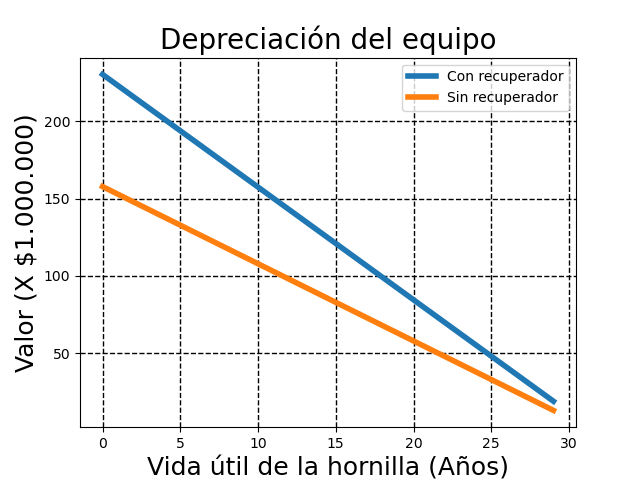 Depreciación del equipo
Con recuperador
Sin recuperador
Valor (X $1.000.000)
200
150
100
50
0 5 10 15 20 25 30
Vida útil de la hornilla (Años)